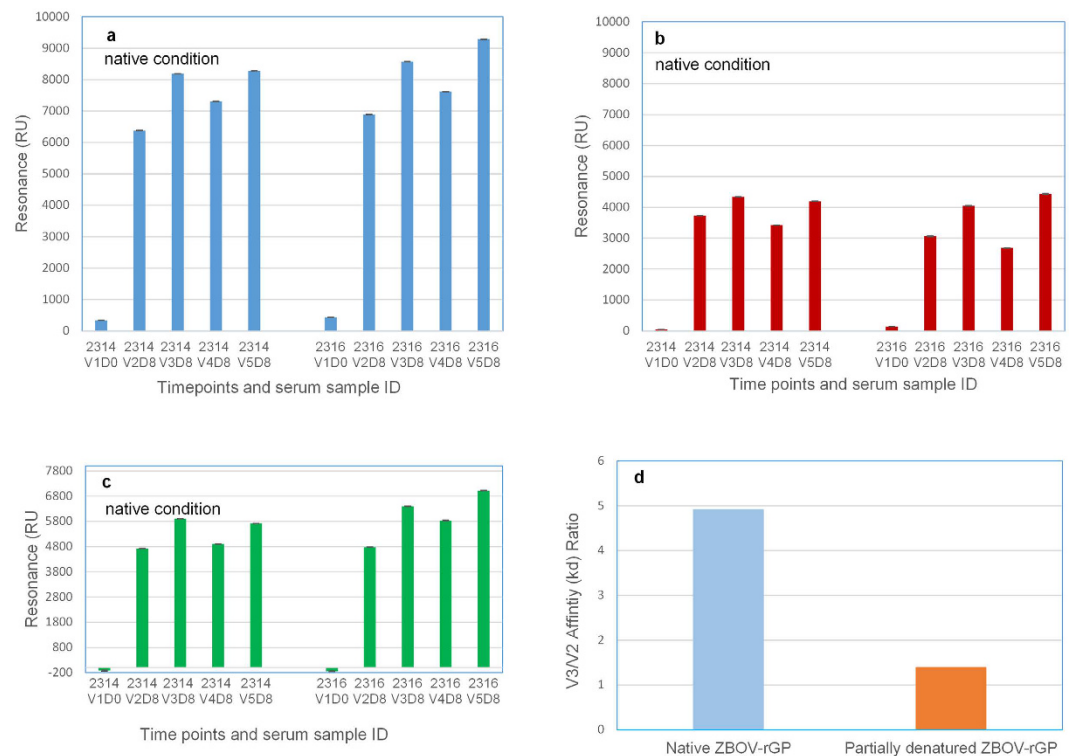 a
native condition
10000
9000
8000
7000
6000
5000
4000
3000
2000
1000
0
Resonance (RU)
2314 2314 2314 2314 2314 2316 2316 2316 2316 2316
V1D0 V2D8 V3D8 V4D8 V5D8 V1D0 V2D8 V3D8 V4D8 V5D8
Timepoints and serum sample ID
b
native condition
10000
9000
8000
7000
6000
5000
4000
3000
2000
1000
0
Resonance (RU)
2314 2314 2314 2314 2314 2316 2316 2316 2316 2316
V1D0 V2D8 V3D8 V4D8 V5D8 V1D0 V2D8 V3D8 V4D8 V5D8
Time points and serum sample ID
c
native condition
7800
6800
5800
4800
3800
2800
1800
800
-200
Resonance (RU
2314 2314 2314 2314 2314 2316 2316 2316 2316 2316
V1D0 V2D8 V3D8 V4D8 V5D8 V1D0 V2D8 V3D8 V4D8 V5D8
Time points and serum sample ID
d
6
5
4
3
2
1
0
V3/V2 Affintiy (kd) Ratio
Native ZBOV-rGP Partially denatured ZBOV-rGP